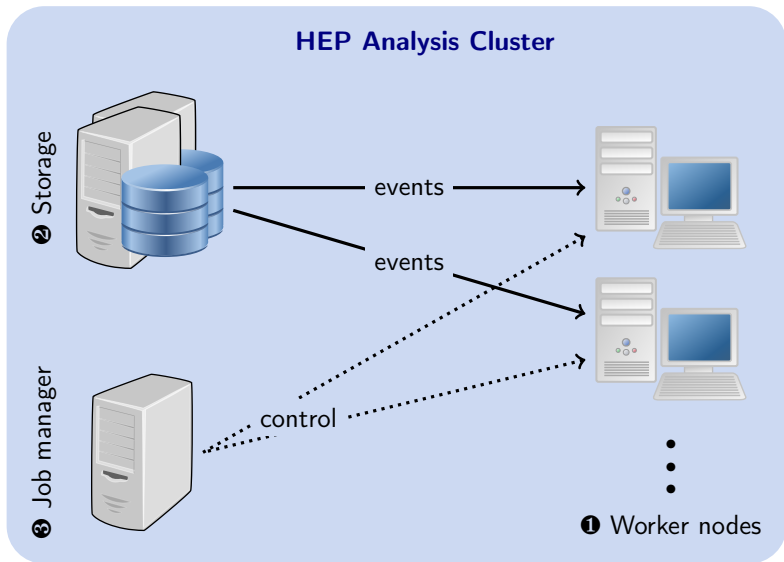 HEP Analysis Cluster
❷ Storage
events
events
❸ Job manager
control
❶ Worker nodes